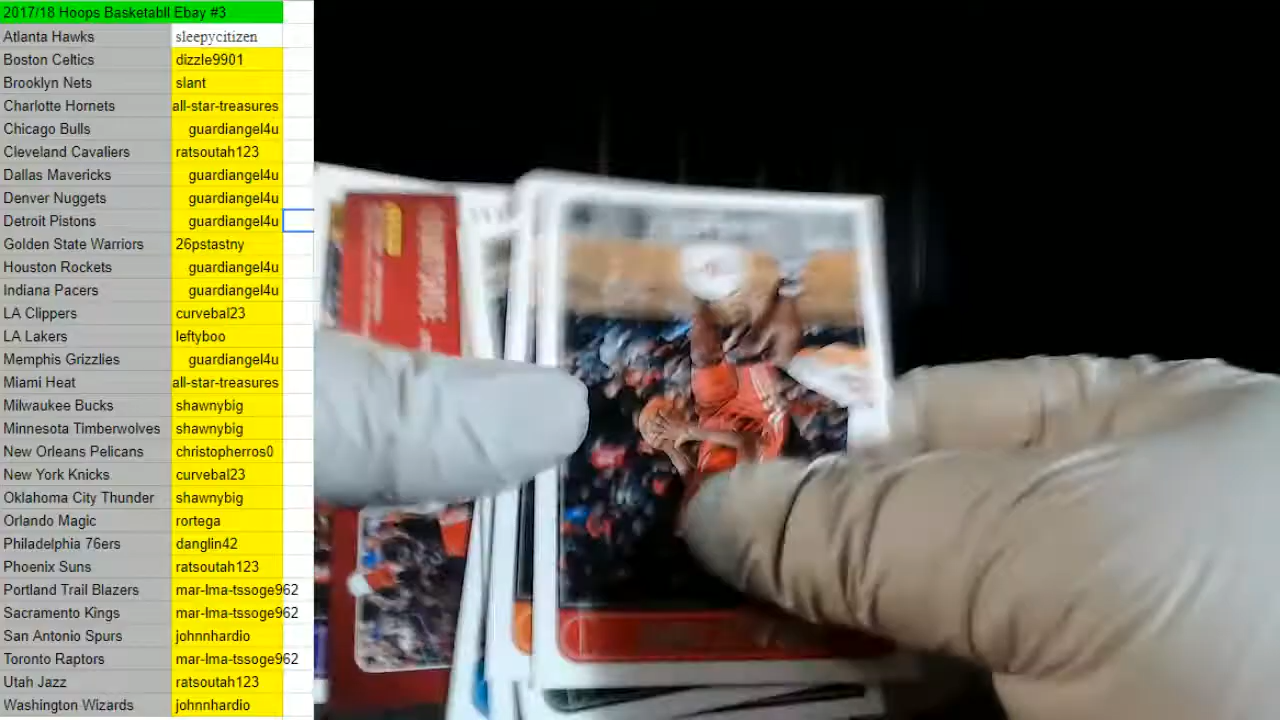 2017/18 Hoops Basketabll Ebay #3
Atlanta Hawks sleepycitizen
Boston Celtics dizzle9901
Brooklyn Nets slant
Charlotte Hornets all-star-treasures
Chicago Bulls guardiangel4u
Cleveland Cavaliers ratsoutah123
Dallas Mavericks guardiangel4u
Denver Nuggets guardiangel4u
Detroit Pistons guardiangel4u
Golden State Warriors 26pstastny
Houston Rockets guardiangel4u
Indiana Pacers guardiangel4u
LA Clippers curvebal23
LA Lakers leftyboo
Memphis Grizzlies guardiangel4u
Miami Heat all-star-treasures
Milwaukee Bucks shawnybig
Minnesota Timberwolves shawnybig
New Orleans Pelicans christopherros0
New York Knicks curvebal23
Oklahoma City Thunder shawnybig
Orlando Magic rortega
Philadelphia 76ers danglin42
Phoenix Suns ratsoutah123
Portland Trail Blazers mar-lma-tssoge962
Sacramento Kings mar-lma-tssoge962
San Antonio Spurs johnnhardio
Toronto Raptors mar-lma-tssoge962
Utah Jazz ratsoutah123
Washington Wizards johnnhardio